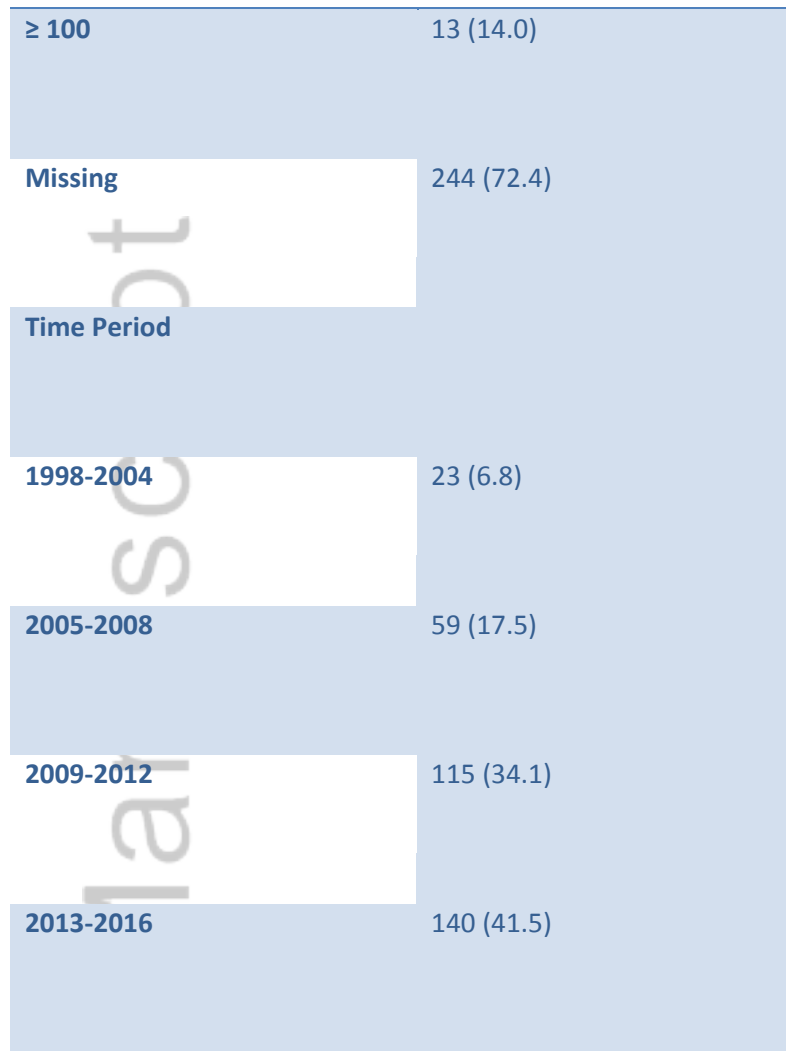 ≥ 100 13 (14.0)
Missing 244 (72.4)
Time Period
1998-2004 23 (6.8)
2005-2008 59 (17.5)
2009-2012 115 (34.1)
2013-2016 140 (41.5)